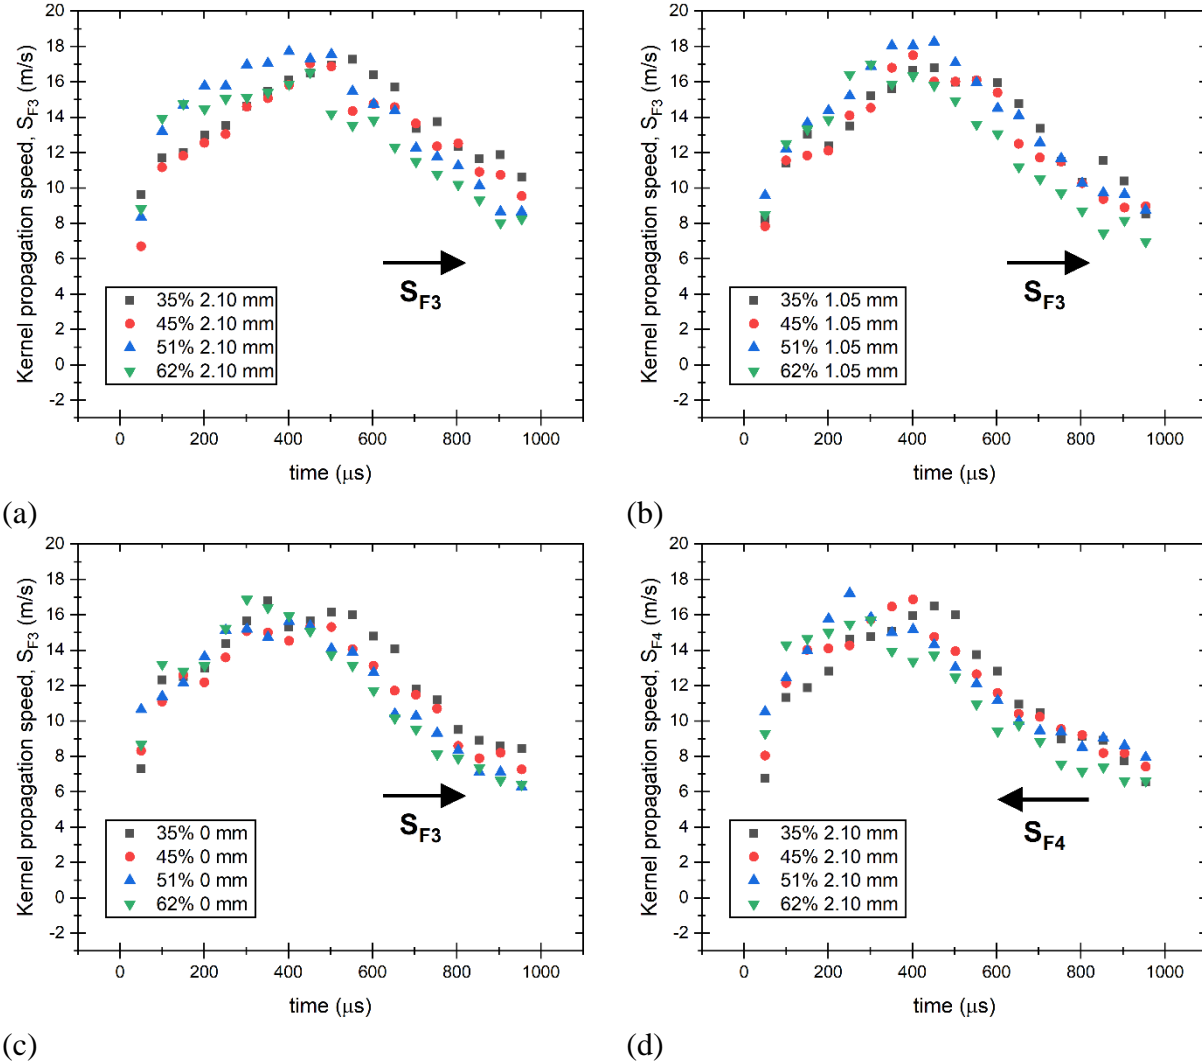 20
18
16
14
12
10
8
6
4
2
0
-2
Kernel propagation speed, S_F3 (m/s)
S_F3
35% 2.10 mm
45% 2.10 mm
51% 2.10 mm
62% 2.10 mm
0 200 400 600 800 1000
time (μs)
(a)
20
18
16
14
12
10
8
6
4
2
0
-2
Kernel propagation speed, S_F3 (m/s)
S_F3
35% 1.05 mm
45% 1.05 mm
51% 1.05 mm
62% 1.05 mm
0 200 400 600 800 1000
time (μs)
(b)
20
18
16
14
12
10
8
6
4
2
0
-2
Kernel propagation speed, S_F3 (m/s)
S_F3
35% 0 mm
45% 0 mm
51% 0 mm
62% 0 mm
0 200 400 600 800 1000
time (μs)
(c)
20
18
16
14
12
10
8
6
4
2
0
-2
Kernel propagation speed, S_F4 (m/s)
S_F4
35% 2.10 mm
45% 2.10 mm
51% 2.10 mm
62% 2.10 mm
0 200 400 600 800 1000
time (μs)
(d)